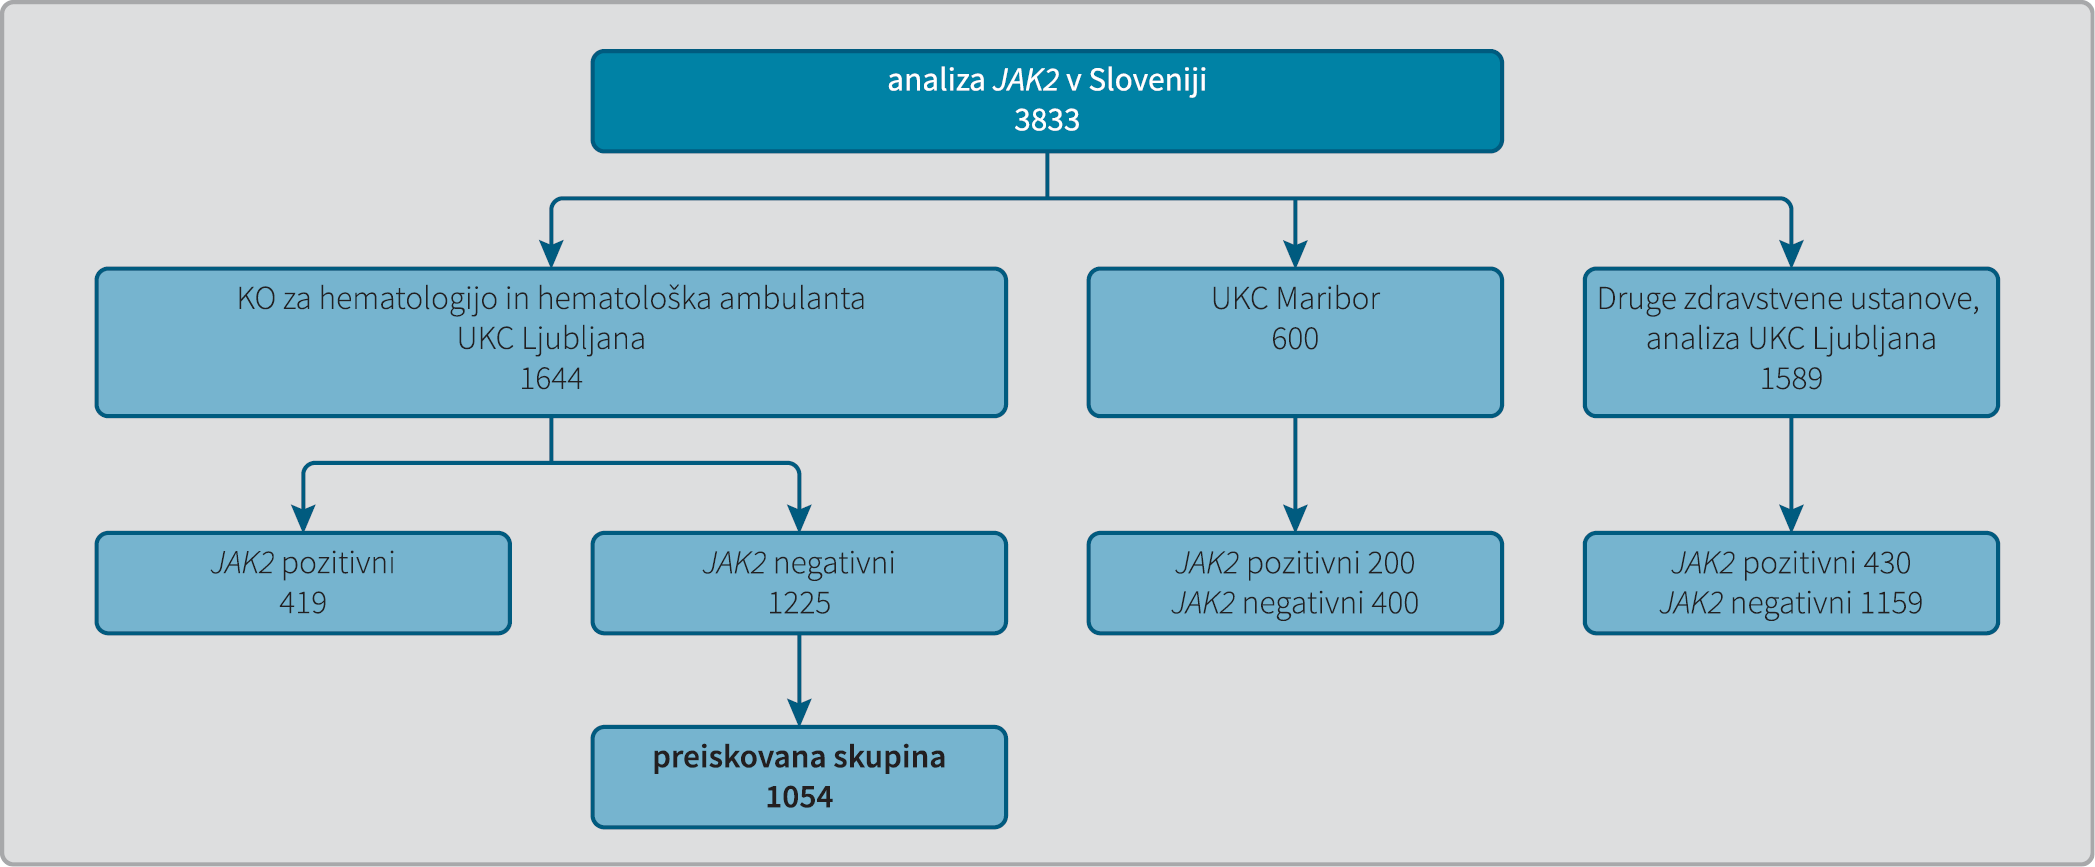 analiza JAK2 v Sloveniji
3833
KO za hematologijo in hematološka ambulanta
UKC Ljubljana
1644
UKC Maribor
600
Druge zdravstvene ustanove,
analiza UKC Ljubljana
1589
JAK2 pozitivni
419
JAK2 negativni
1225
JAK2 pozitivni 200
JAK2 negativni 400
JAK2 pozitivni 430
JAK2 negativni 1159
preiskovana skupina
1054